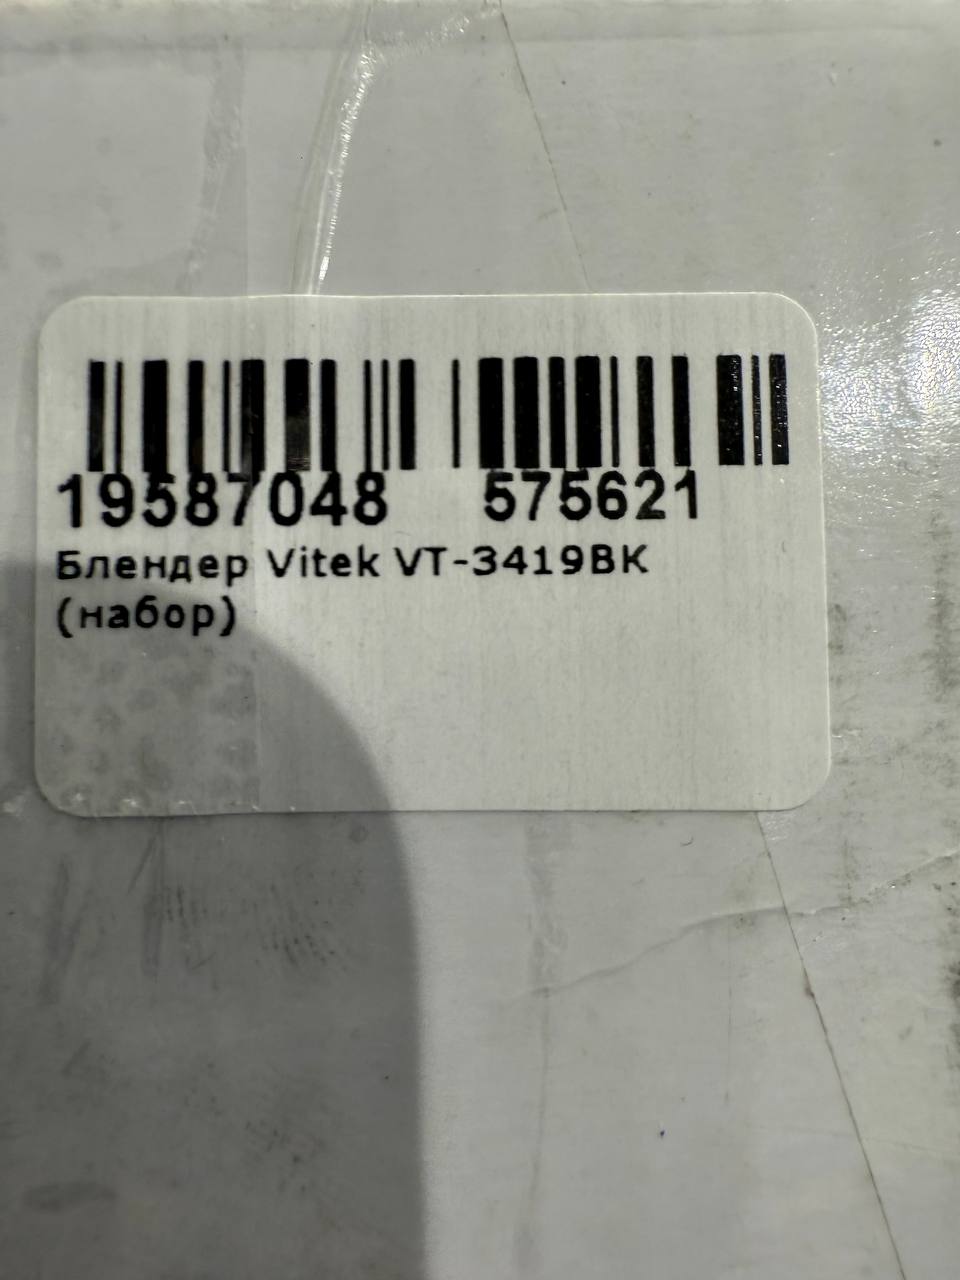 19587048 575621
Блендер Vitek VT-3419BK
(набор)